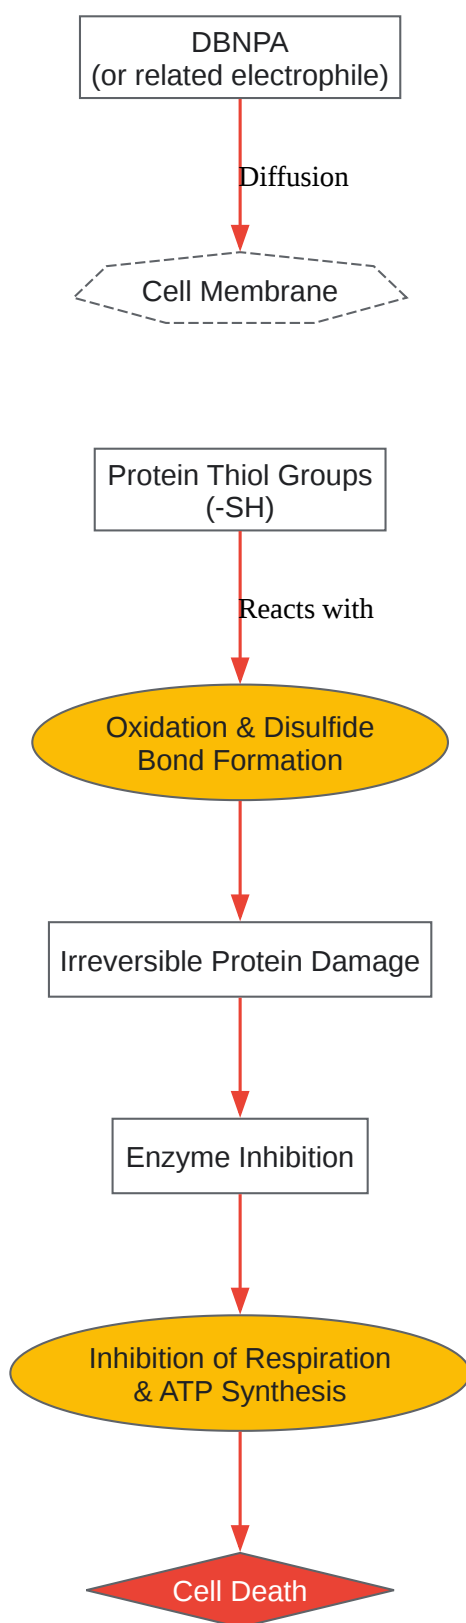 DBNPA
(or related electrophile)
Diffusion
Cell Membrane
Protein Thiol Groups
(-SH)
Reacts with
Oxidation & Disulfide
Bond Formation
Irreversible Protein Damage
Enzyme Inhibition
Inhibition of Respiration
& ATP Synthesis
Cell Death